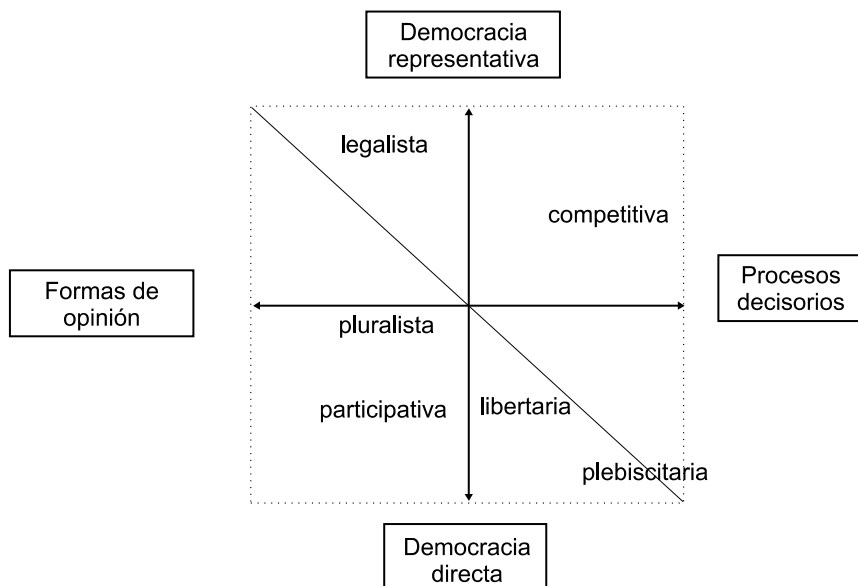 Democracia
representativa
legalista
competitiva
Formas de
opinión
Procesos
decisorios
pluralista
participativa
libertaria
plebiscitaria
Democracia
directa